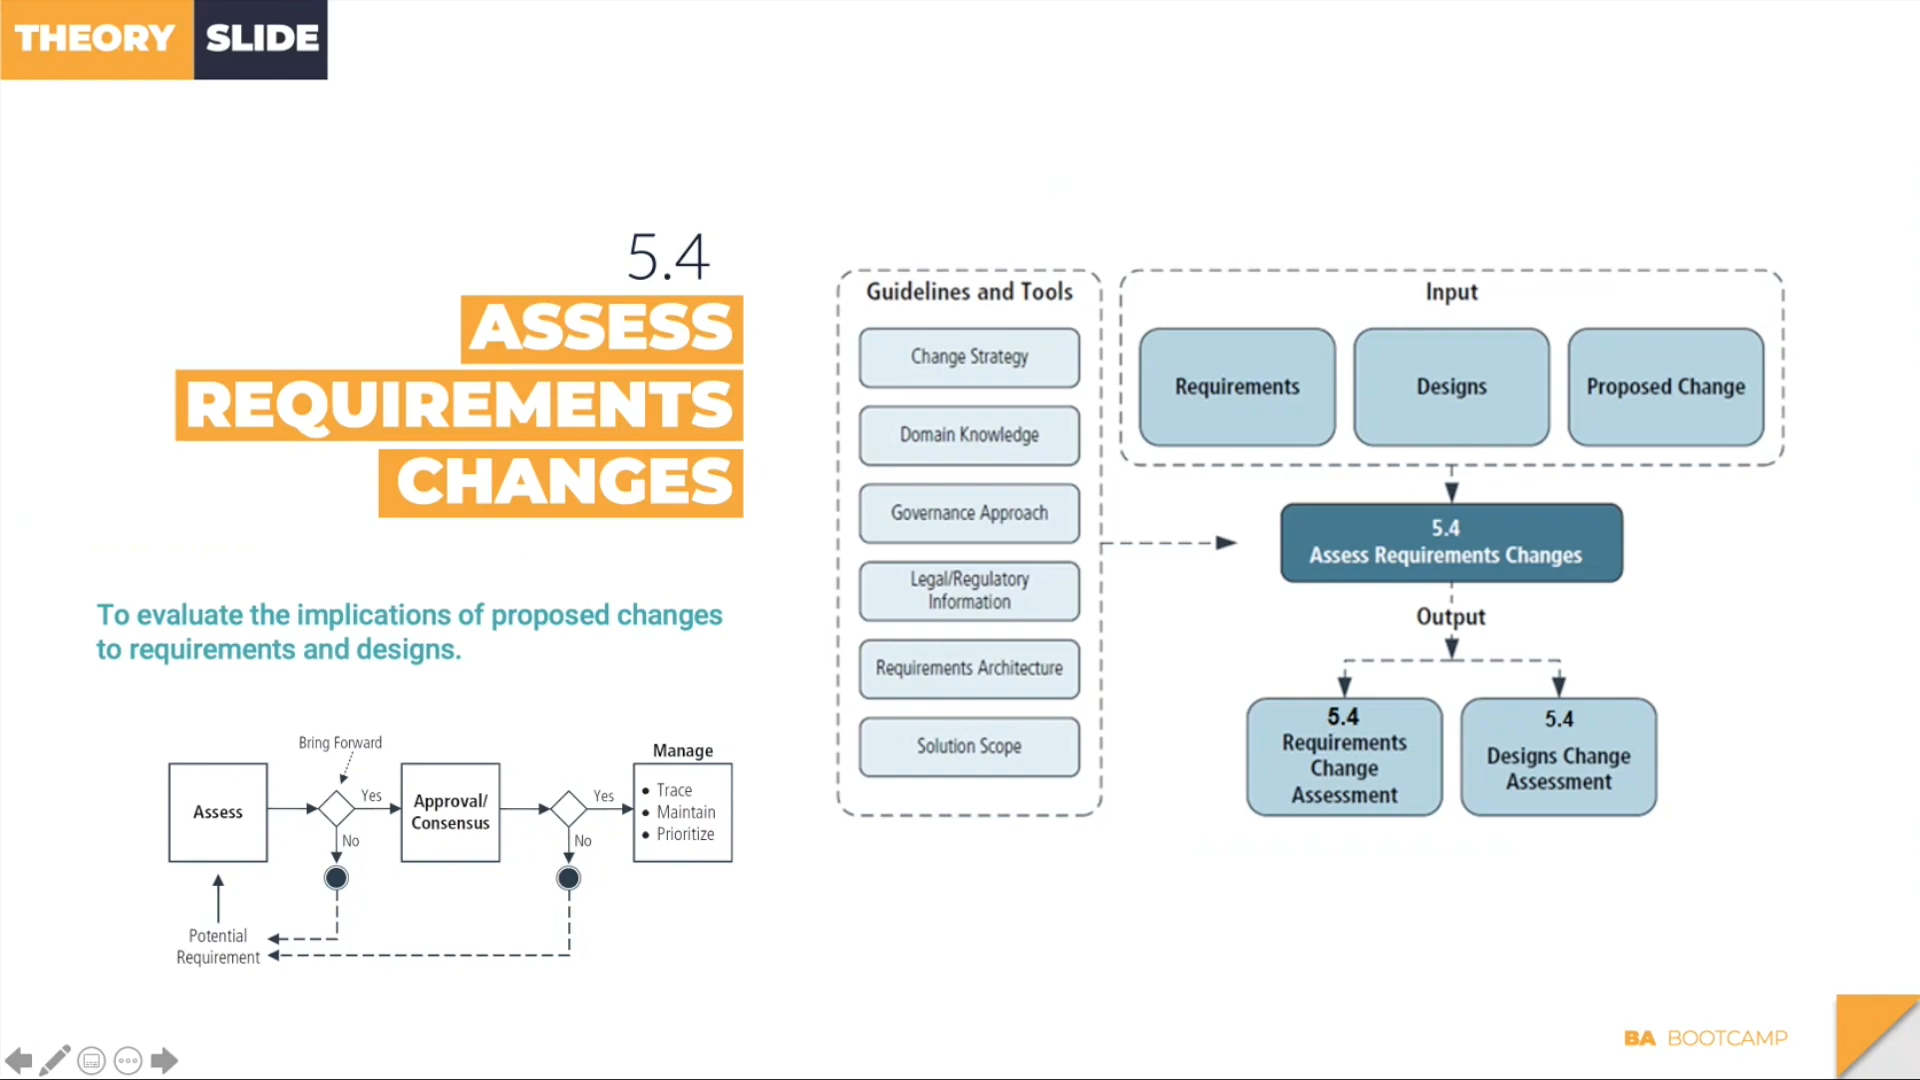 THEORY SLIDE
5.4
ASSESS
REQUIREMENTS
CHANGES
To evaluate the implications of proposed changes
to requirements and designs.
Bring Forward
Assess
Yes
No
Approval/
Consensus
Yes
No
Manage
• Trace
• Maintain
• Prioritize
Potential
Requirement
Guidelines and Tools
Change Strategy
Domain Knowledge
Governance Approach
Legal/Regulatory
Information
Requirements Architecture
Solution Scope
Input
Requirements
Designs
Proposed Change
5.4
Assess Requirements Changes
Output
5.4
Requirements
Change
Assessment
5.4
Designs Change
Assessment
BA BOOTCAMP